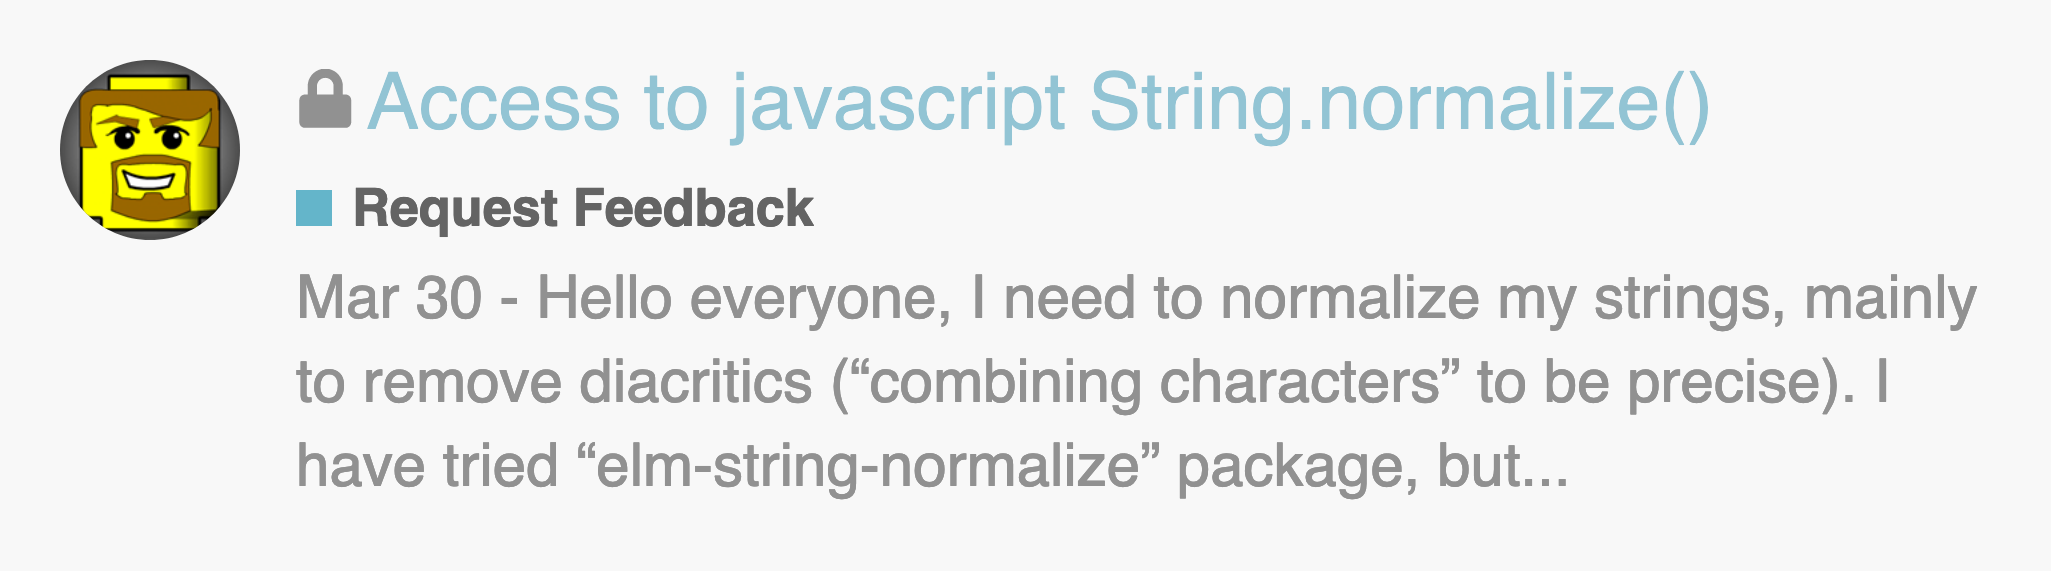 Access to javascript String.normalize()
Request Feedback
Mar 30 - Hello everyone, I need to normalize my strings, mainly
to remove diacritics (“combining characters” to be precise). I
have tried “elm-string-normalize” package, but...